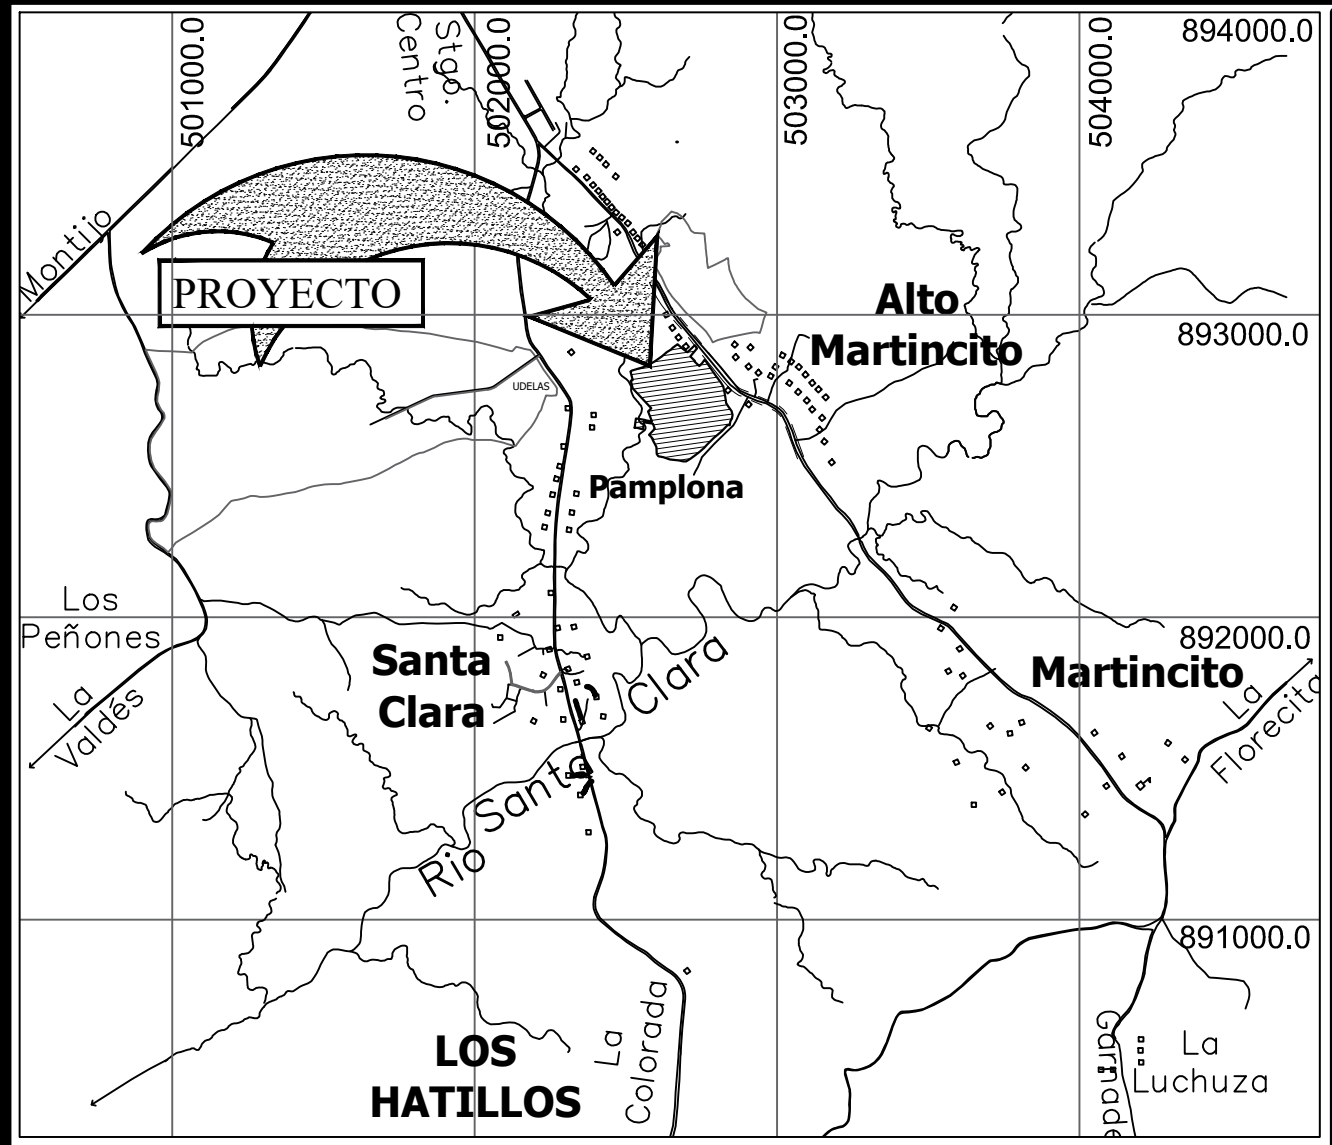 Stgo.
Centro
501000.0
502000.0
503000.0
504000.0
894000.0
Montijo
PROYECTO
Alto
Martincito
893000.0
UDELAS
Pamplona
Los
Peñones
892000.0
Santa
Clara
Rio Santa Clara
Martincito
La
Valdés
La
Florecita
891000.0
LOS
HATILLOS
La
Colorada
La
Luchuza
Garnade